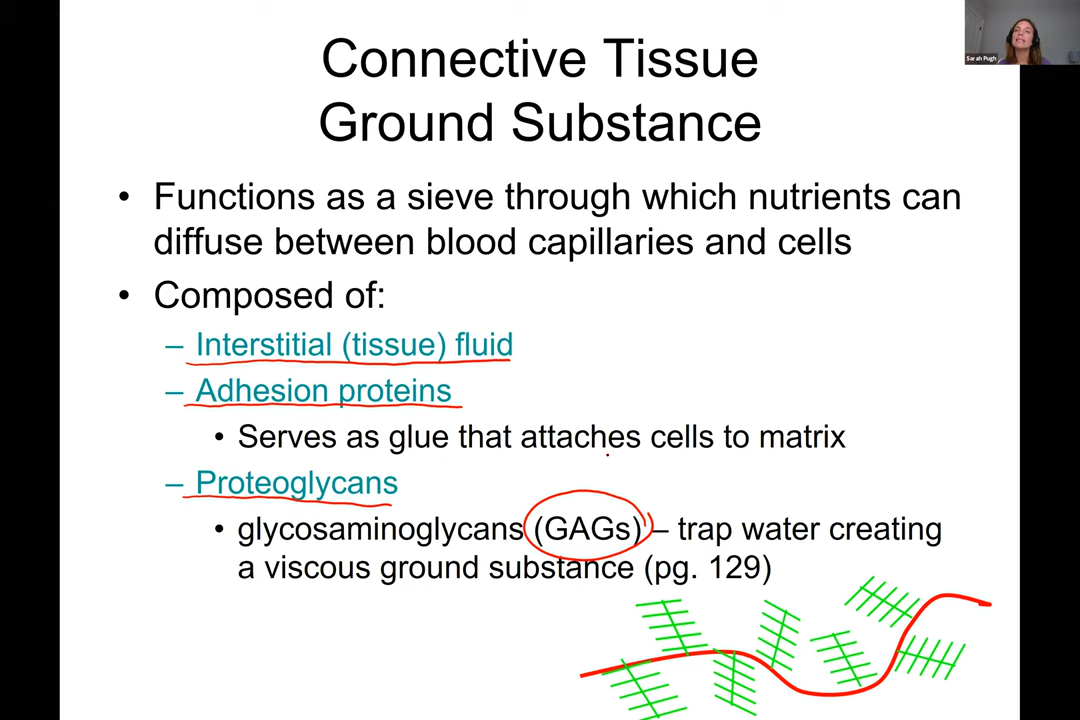 Connective Tissue
Ground Substance
Sarah Pugh
• Functions as a sieve through which nutrients can
diffuse between blood capillaries and cells
• Composed of:
– Interstitial (tissue) fluid
– Adhesion proteins
• Serves as glue that attaches cells to matrix
– Proteoglycans
• glycosaminoglycans (GAGs) – trap water creating
a viscous ground substance (pg. 129)